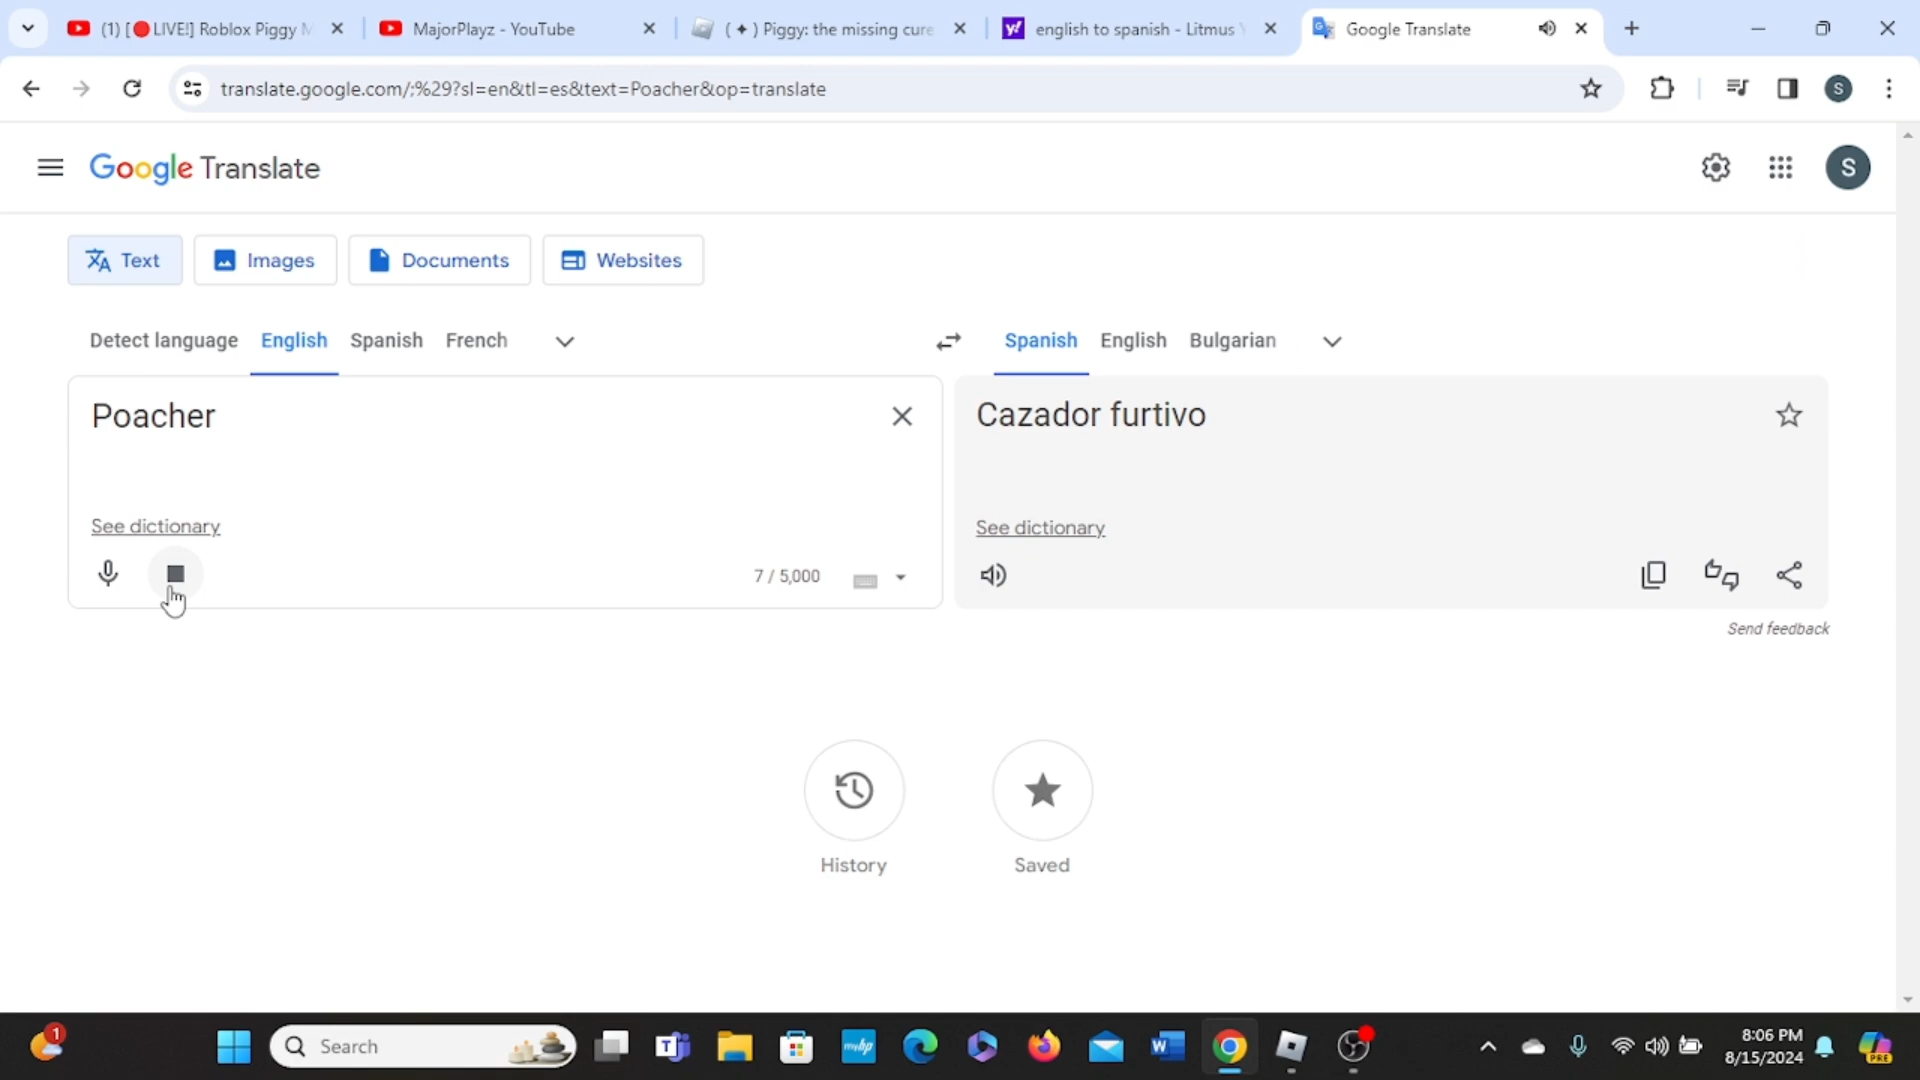 (1) [🔴LIVE!] Roblox Piggy M
MajorPlayz - YouTube
( ✦ ) Piggy: the missing cure
english to spanish - Litmus
Google Translate
translate.google.com/;%29?sl=en&tl=es&text=Poacher&op=translate
S
Google Translate
S
Text
Images
Documents
Websites
Detect language
English
Spanish
French
Spanish
English
Bulgarian
Poacher
Cazador furtivo
See dictionary
See dictionary
7 / 5,000
Send feedback
History
Saved
1
Search
myhp
8:06 PM
8/15/2024
PRE